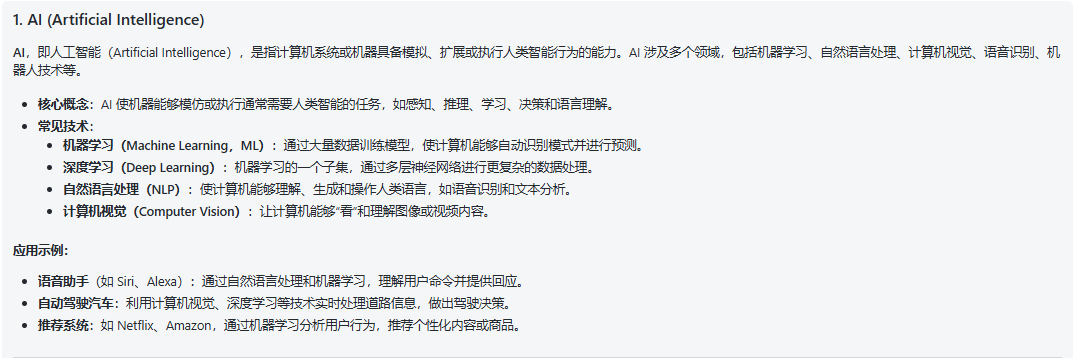 1. AI (Artificial Intelligence)
AI，即人工智能（Artificial Intelligence），是指计算机系统或机器具备模拟、扩展或执行人类智能行为的能力。AI 涉及多个领域，包括机器学习、自然语言处理、计算机视觉、语音识别、机
器人技术等。
• 核心概念：AI 使机器能够模仿或执行通常需要人类智能的任务，如感知、推理、学习、决策和语言理解。
• 常见技术：
• 机器学习（Machine Learning，ML）：通过大量数据训练模型，使计算机能够自动识别模式并进行预测。
• 深度学习（Deep Learning）：机器学习的一个子集，通过多层神经网络进行更复杂的数据处理。
• 自然语言处理（NLP）：使计算机能够理解、生成和操作人类语言，如语音识别和文本分析。
• 计算机视觉（Computer Vision）：让计算机能够“看”和理解图像或视频内容。
应用示例：
• 语音助手（如 Siri、Alexa）：通过自然语言处理和机器学习，理解用户命令并提供回应。
• 自动驾驶汽车：利用计算机视觉、深度学习等技术实时处理道路信息，做出驾驶决策。
• 推荐系统：如 Netflix、Amazon，通过机器学习分析用户行为，推荐个性化内容或商品。